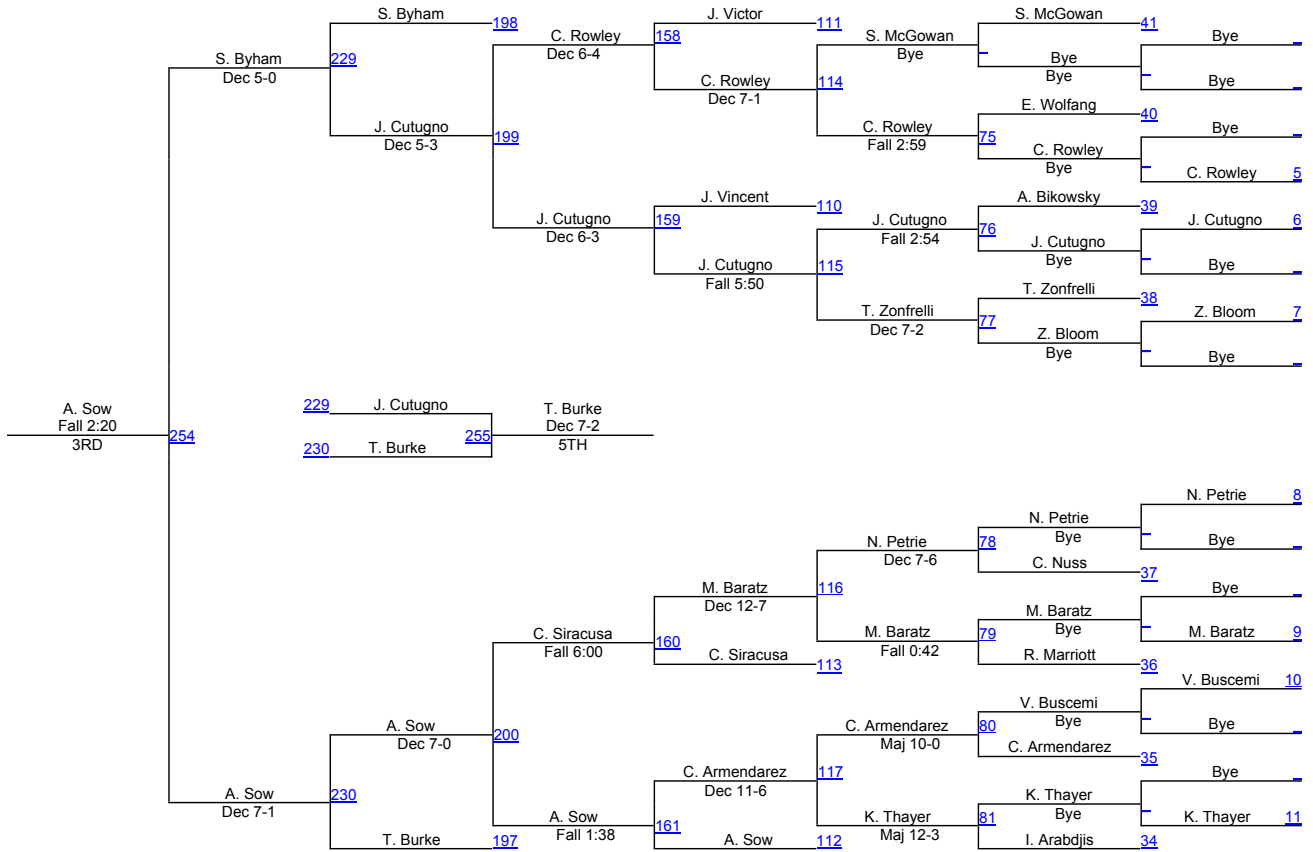 S. Byham
198
J. Victor
111
S. McGowan
41
C. Rowley
158
S. McGowan
Bye
Dec 6-4
Bye
S. Byham
229
Bye
Dec 5-0
C. Rowley
114
Bye
Bye
Dec 7-1
E. Wolfang
40
J. Cutugno
199
C. Rowley
75
Bye
Dec 5-3
Fall 2:59
C. Rowley
Bye
C. Rowley
5
J. Vincent
110
A. Bikowsky
39
J. Cutugno
159
J. Cutugno
76
J. Cutugno
6
Dec 6-3
Fall 2:54
J. Cutugno
Bye
J. Cutugno
115
Bye
Fall 5:50
T. Zonfrelli
38
T. Zonfrelli
77
Z. Bloom
7
Dec 7-2
Z. Bloom
Bye
Bye
A. Sow
229
J. Cutugno
T. Burke
Fall 2:20
Dec 7-2
254
255
3RD
5TH
230
T. Burke
N. Petrie
8
N. Petrie
N. Petrie
78
Bye
Bye
Dec 7-6
C. Nuss
37
M. Baratz
116
Bye
Dec 12-7
M. Baratz
C. Siracusa
M. Baratz
79
Bye
M. Baratz
9
Fall 6:00
160
Fall 0:42
C. Siracusa
113
R. Marriott
36
V. Buscemi
10
V. Buscemi
A. Sow
200
C. Armendarez
80
Bye
Bye
Dec 7-0
Maj 10-0
C. Armendarez
35
C. Armendarez
117
Bye
Dec 11-6
A. Sow
230
K. Thayer
Dec 7-1
A. Sow
161
K. Thayer
81
Bye
K. Thayer
11
Fall 1:38
Maj 12-3
T. Burke
197
A. Sow
112
I. Arabdjis
34